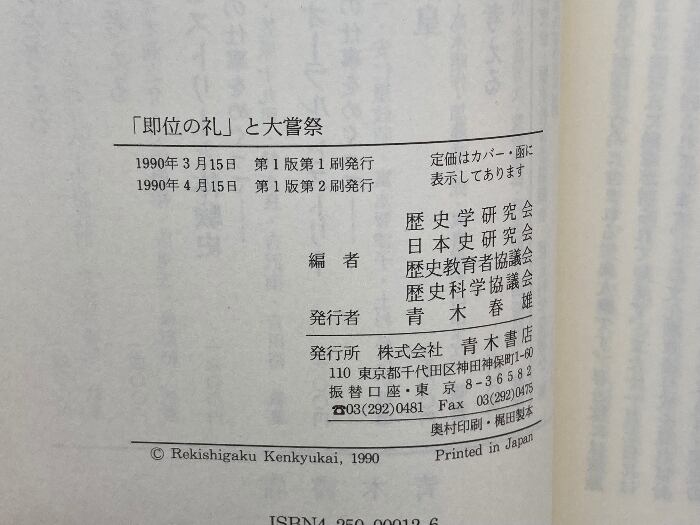 「即位の礼」と大嘗祭
1990年3月15日 第1版第1刷発行
1990年4月15日 第1版第2刷発行
定価はカバー・函に
表示してあります
編者
歴史学研究会
日本史研究会
歴史教育者協議会
歴史科学協議会
発行者 青木春雄
発行所 株式会社 青木書店
110 東京都千代田区神田神保町1-60
振替口座・東京 8-36582
☎03(292)0481 Fax 03(292)0475
奥村印刷・梶田製本
© Rekishigaku Kenkyukai, 1990 Printed in Japan
ISBN4-250-90012-6